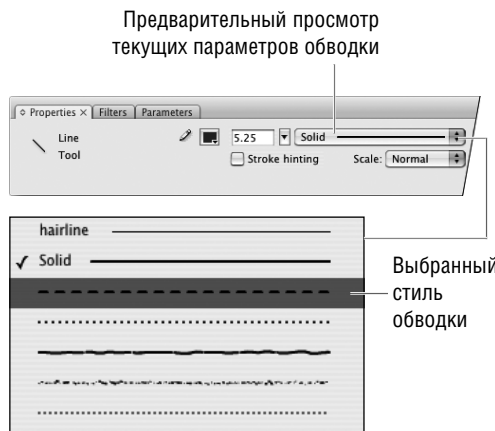 Предварительный просмотр
текущих параметров обводки
Properties × Filters Parameters
Line 5.25 Solid
Tool Stroke hinting Scale: Normal
hairline
Solid
Выбранный
стиль
обводки